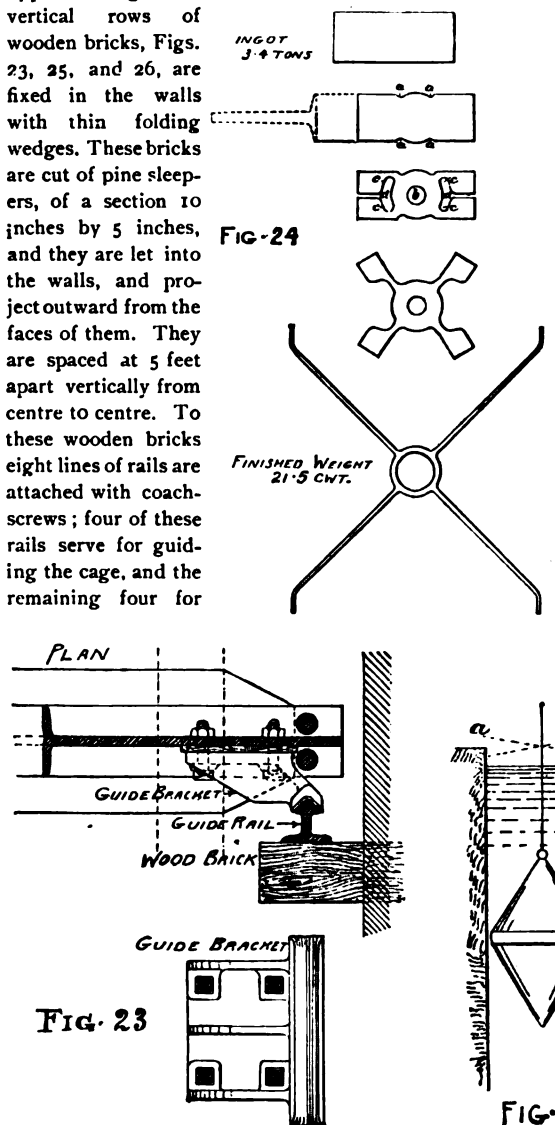 vertical rows of
wooden bricks, Figs.
23, 25, and 26, are
fixed in the walls
with thin folding
wedges. These bricks
are cut of pine sleep-
ers, of a section 10
inches by 5 inches,
and they are let into
the walls, and pro-
ject outward from the
faces of them. They
are spaced at 5 feet
apart vertically from
centre to centre. To
these wooden bricks
eight lines of rails are
attached with coach-
screws; four of these
rails serve for guid-
ing the cage, and the
remaining four for
INGOT
3·4 TONS
a a
a a
a b c
c c
FIG-24
FINISHED WEIGHT
21·5 CWT.
PLAN
GUIDE BRACKET
GUIDE RAIL
WOOD BRICK
GUIDE BRACKET
FIG. 23
a
FIG-